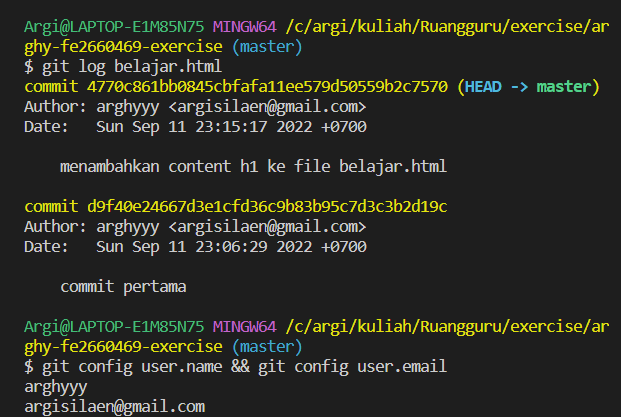 Argi@LAPTOP-E1M85N75 MINGW64 /c/argi/kuliah/Ruangguru/exercise/ar
ghy-fe2660469-exercise (master)
$ git log belajar.html
commit 4770c861bb0845cbfafa11ee579d50559b2c7570 (HEAD -> master)
Author: arghyyy <argisilaen@gmail.com>
Date:   Sun Sep 11 23:15:17 2022 +0700
    menambahkan content h1 ke file belajar.html
commit d9f40e24667d3e1cfd36c9b83b95c7d3c3b2d19c
Author: arghyyy <argisilaen@gmail.com>
Date:   Sun Sep 11 23:06:29 2022 +0700
    commit pertama
Argi@LAPTOP-E1M85N75 MINGW64 /c/argi/kuliah/Ruangguru/exercise/ar
ghy-fe2660469-exercise (master)
$ git config user.name && git config user.email
arghyyy
argisilaen@gmail.com